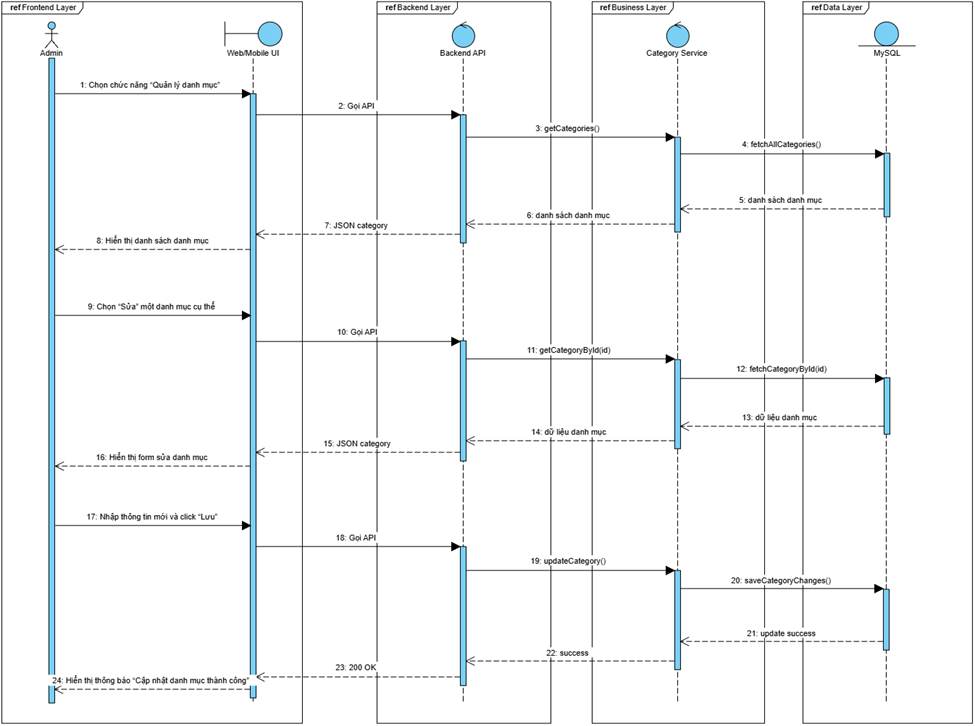 ref Frontend Layer
ref Backend Layer
ref Business Layer
ref Data Layer
Admin
Web/Mobile UI
Backend API
Category Service
MySQL
1: Chọn chức năng “Quản lý danh mục”
2: Gọi API
3: getCategories()
4: fetchAllCategories()
5: danh sách danh mục
6: danh sách danh mục
7: JSON category
8: Hiển thị danh sách danh mục
9: Chọn “Sửa” một danh mục cụ thể
10: Gọi API
11: getCategoryById(id)
12: fetchCategoryById(id)
13: dữ liệu danh mục
14: dữ liệu danh mục
15: JSON category
16: Hiển thị form sửa danh mục
17: Nhập thông tin mới và click “Lưu”
18: Gọi API
19: updateCategory()
20: saveCategoryChanges()
21: update success
22: success
23: 200 OK
24: Hiển thị thông báo “Cập nhật danh mục thành công”